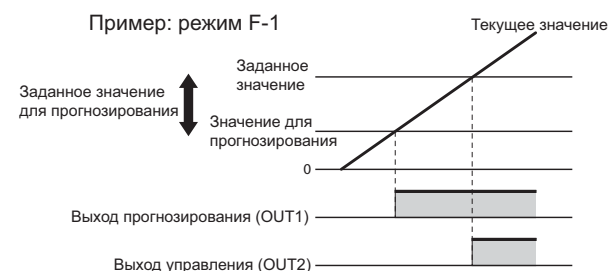 Пример: режим F-1
Текущее значение
Заданное
значение
Заданное значение
для прогнозирования
Значение для
прогнозирования
0
Выход прогнозирования (OUT1)
Выход управления (OUT2)